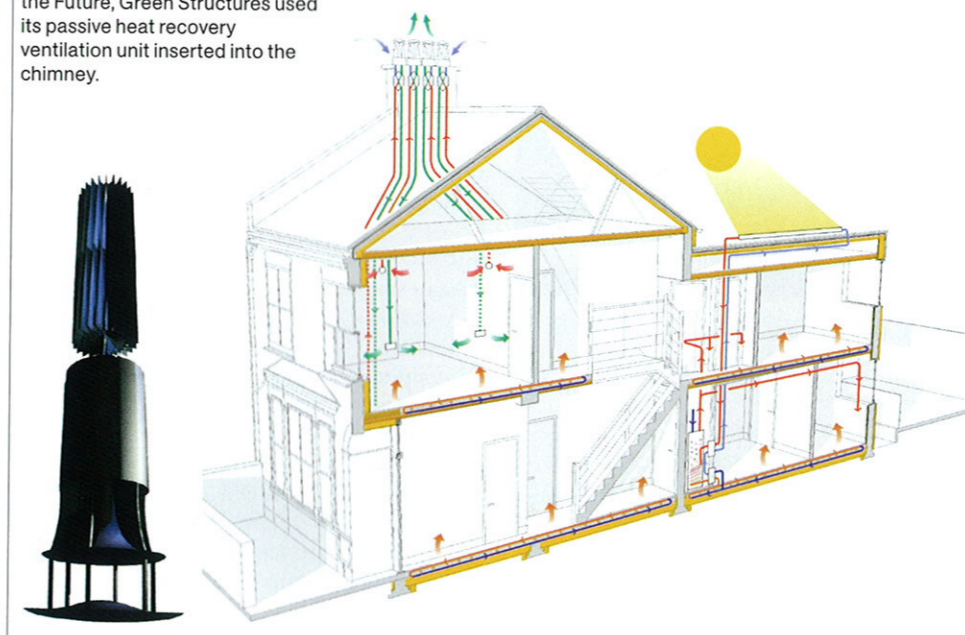 the Future, Green Structures used
its passive heat recovery
ventilation unit inserted into the
chimney.